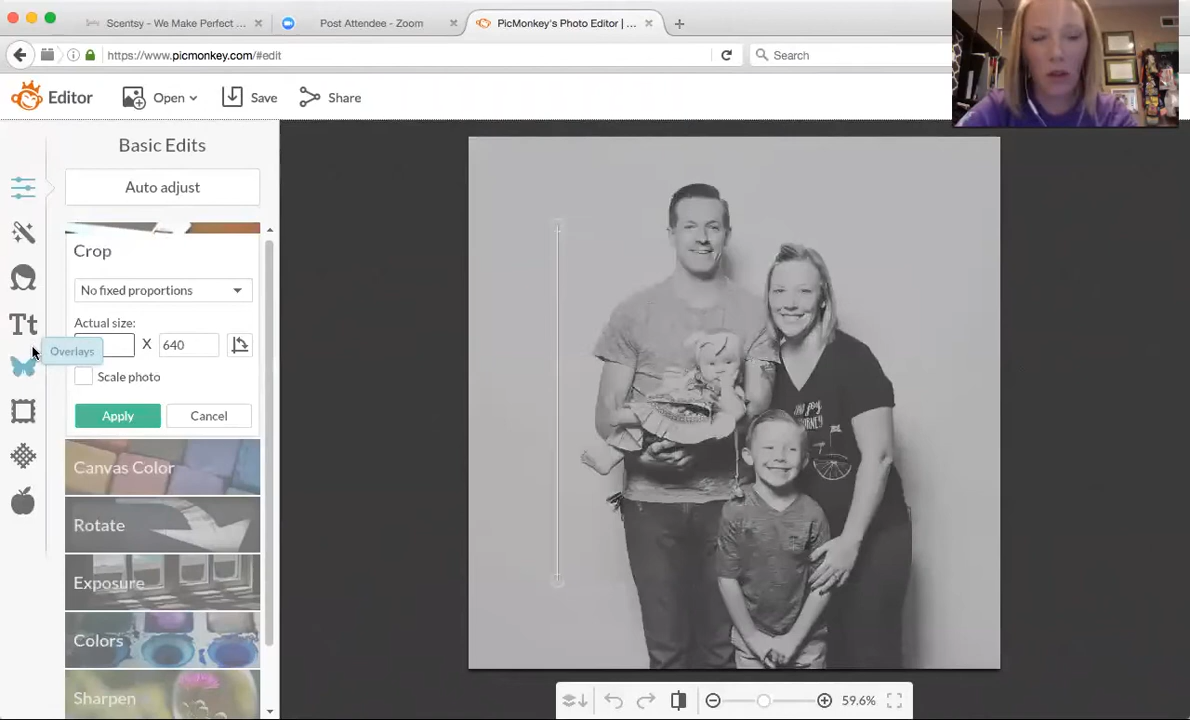 Scentsy - We Make Perfect ...
Post Attendee - Zoom
PicMonkey's Photo Editor | ...
https://www.picmonkey.com/#edit
Search
Editor
Open
Save
Share
Basic Edits
Auto adjust
Crop
No fixed proportions
Actual size:
X 640
Overlays
Scale photo
Apply Cancel
Canvas Color
Rotate
Exposure
Colors
Sharpen
Tt
59.6%